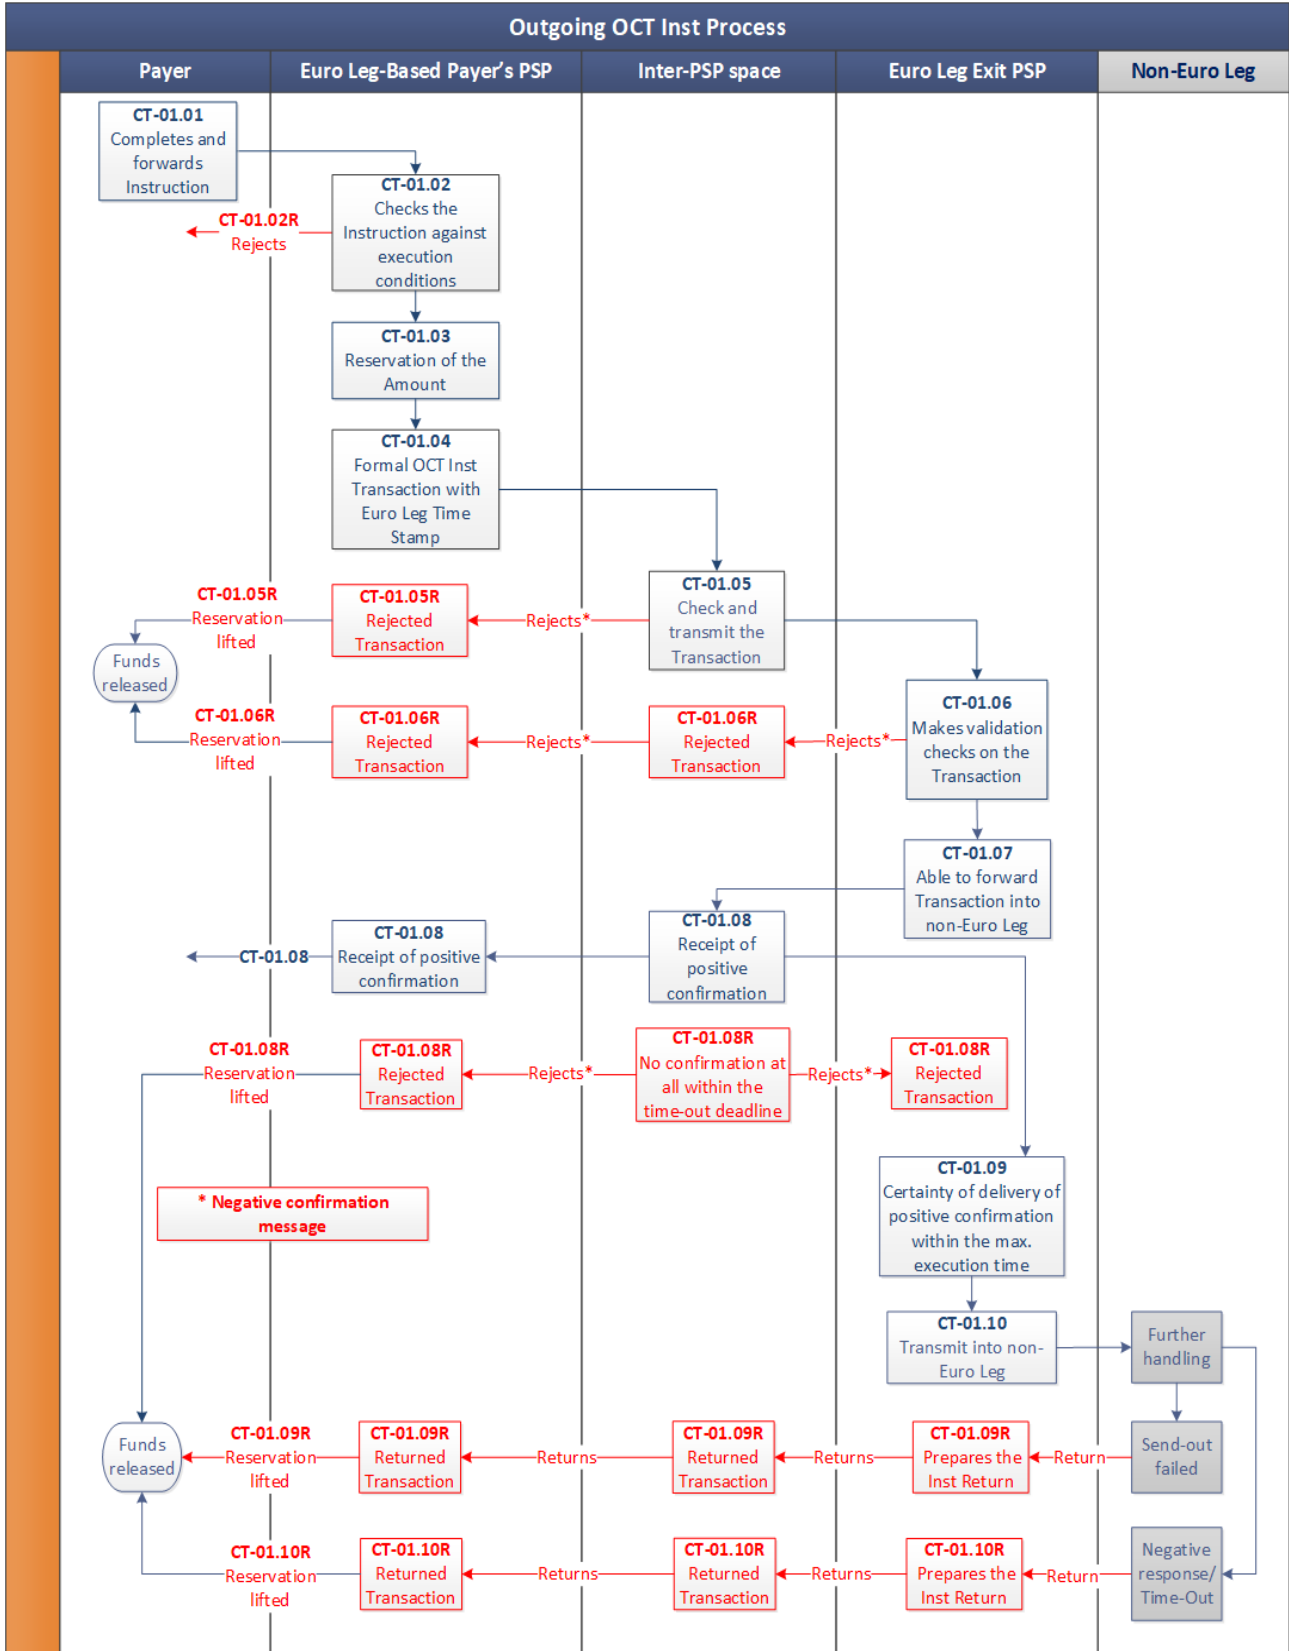 Outgoing OCT Inst Process
Payer
Euro Leg-Based Payer's PSP
Inter-PSP space
Euro Leg Exit PSP
Non-Euro Leg
CT-01.01
Completes and
forwards
Instruction
CT-01.02
Checks the
Instruction against
execution
conditions
CT-01.02R
Rejects
CT-01.03
Reservation of the
Amount
CT-01.04
Formal OCT Inst
Transaction with
Euro Leg Time
Stamp
CT-01.05
Check and
transmit the
Transaction
Rejects*
CT-01.05R
Rejected
Transaction
CT-01.05R
Reservation
lifted
Funds
released
CT-01.06
Makes validation
checks on the
Transaction
Rejects*
CT-01.06R
Rejected
Transaction
Rejects*
CT-01.06R
Rejected
Transaction
CT-01.06R
Reservation
lifted
CT-01.07
Able to forward
Transaction into
non-Euro Leg
CT-01.08
Receipt of
positive
confirmation
CT-01.08
Receipt of positive
confirmation
CT-01.08
CT-01.08R
No confirmation at
all within the
time-out deadline
Rejects*
CT-01.08R
Rejected
Transaction
Rejects*
CT-01.08R
Rejected
Transaction
CT-01.08R
Reservation
lifted
CT-01.09
Certainty of delivery of
positive confirmation
within the max.
execution time
* Negative confirmation
message
CT-01.10
Transmit into non-
Euro Leg
Further
handling
Send-out
failed
Return
CT-01.09R
Prepares the
Inst Return
Returns
CT-01.09R
Returned
Transaction
Returns
CT-01.09R
Returned
Transaction
CT-01.09R
Reservation
lifted
Funds
released
Negative
response/
Time-Out
Return
CT-01.10R
Prepares the
Inst Return
Returns
CT-01.10R
Returned
Transaction
Returns
CT-01.10R
Returned
Transaction
CT-01.10R
Reservation
lifted